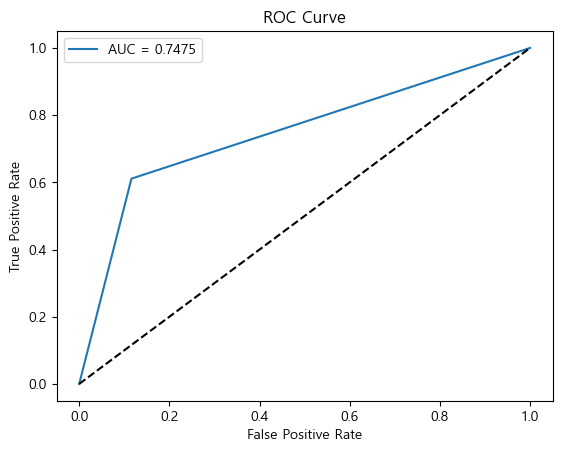 ROC Curve
AUC = 0.7475
True Positive Rate
1.0
0.8
0.6
0.4
0.2
0.0
0.0 0.2 0.4 0.6 0.8 1.0
False Positive Rate